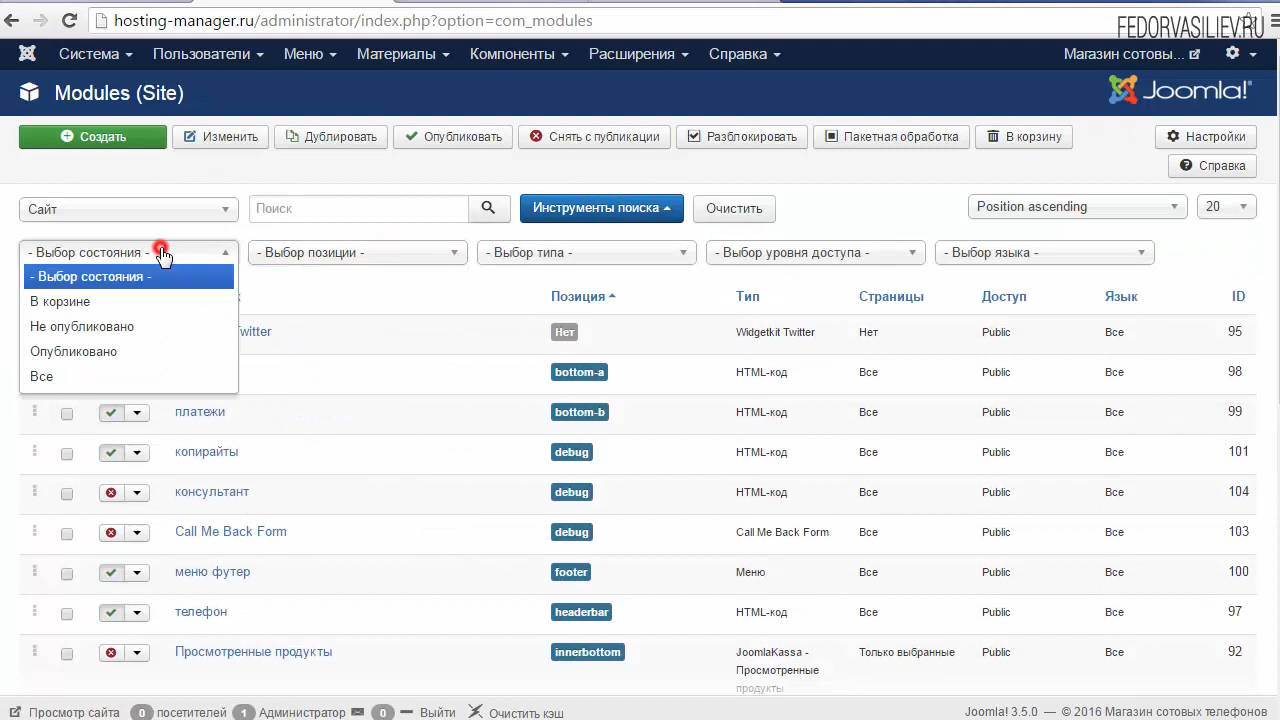 hosting-manager.ru/administrator/index.php?option=com_modules
FEDORVASILIEV.RU
Система Пользователи Меню Материалы Компоненты Расширения Справка Магазин сотовы...
Modules (Site)
Joomla!
Создать Изменить Дублировать Опубликовать Снять с публикации Разблокировать Пакетная обработка В корзину Настройки
Справка
Сайт Поиск Инструменты поиска Очистить Position ascending 20
- Выбор состояния - - Выбор позиции - - Выбор типа - - Выбор уровня доступа - - Выбор языка -
- Выбор состояния -
В корзине
Не опубликовано
Опубликовано
Все
Позиция Тип Страницы Доступ Язык ID
Нет Widgetkit Twitter Нет Public Все 95
bottom-a HTML-код Все Public Все 98
платежи bottom-b HTML-код Все Public Все 99
копирайты debug HTML-код Все Public Все 101
консультант debug HTML-код Все Public Все 104
Call Me Back Form debug Call Me Back Form Все Public Все 103
меню футер footer Меню Все Public Все 100
телефон headerbar HTML-код Все Public Все 97
Просмотренные продукты innerbottom JoomlaKassa - Только выбранные Public Все 92
Просмотренные
продукты
Просмотр сайта 0 посетителей 1 Администратор 0 Выйти Очистить кэш Joomla! 3.5.0 — © 2016 Магазин сотовых телефонов